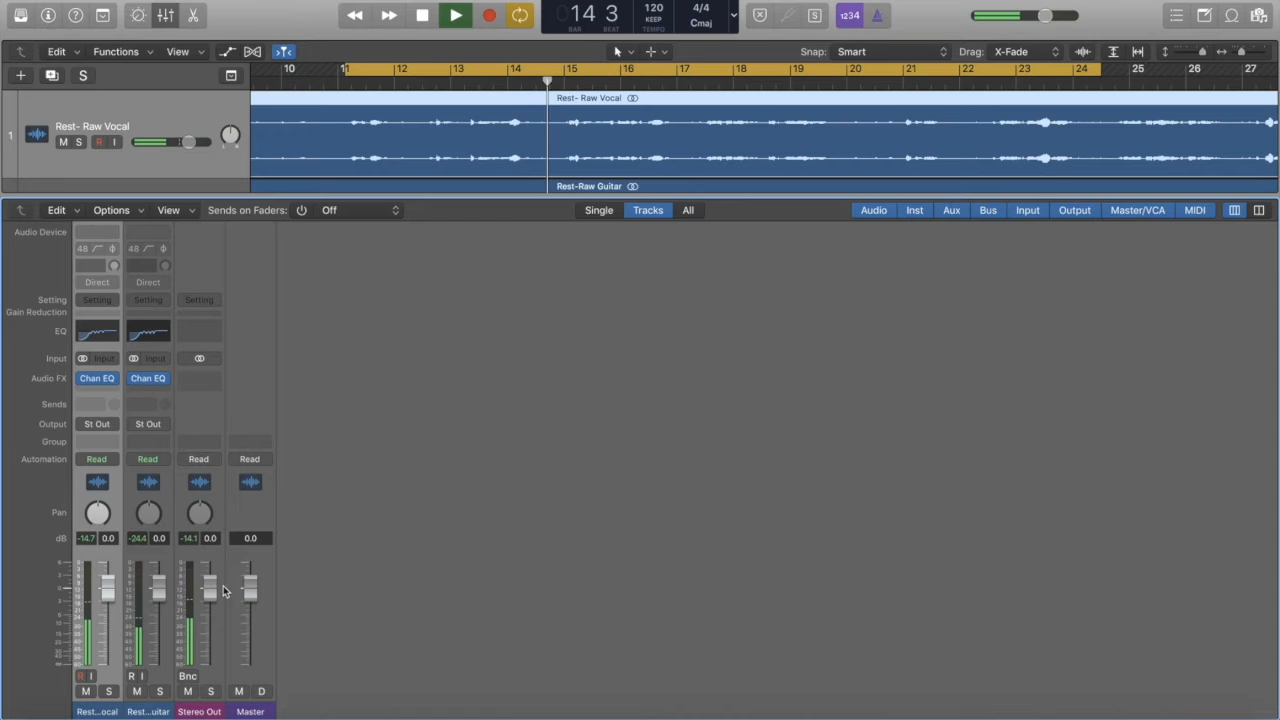 14 3 120 4/4
BAR BEAT KEEP TEMPO Cmaj
S 1234
Edit Functions View Snap: Smart Drag: X-Fade
S 10 11 12 13 14 15 16 17 18 19 20 21 22 23 24 25 26 27
Rest- Raw Vocal
1 Rest- Raw Vocal
M S R I L R
Rest-Raw Guitar
Edit Options View Sends on Faders: Off Single Tracks All Audio Inst Aux Bus Input Output Master/VCA MIDI
Audio Device
48 48
Direct Direct
Setting Setting Setting Setting
Gain Reduction
EQ
Input Input Input
Audio FX Chan EQ Chan EQ
Sends
Output St Out St Out
Group
Automation Read Read Read Read
Pan
dB -14.7 0.0 -24.4 0.0 -14.1 0.0 0.0
R I R I Bnc
M S M S M S M D
Rest...ocal Rest...uitar Stereo Out Master